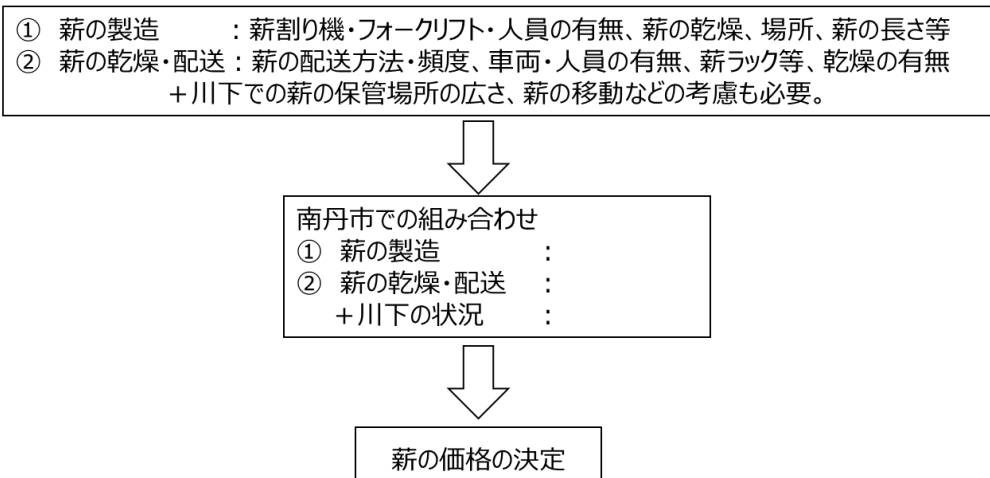 ① 薪の製造　　：薪割り機・フォークリフト・人員の有無、薪の乾燥、場所、薪の長さ等
② 薪の乾燥・配送：薪の配送方法・頻度、車両・人員の有無、薪ラック等、乾燥の有無
＋川下での薪の保管場所の広さ、薪の移動などの考慮も必要。
南丹市での組み合わせ
① 薪の製造　　：
② 薪の乾燥・配送　：
＋川下の状況　　：
薪の価格の決定